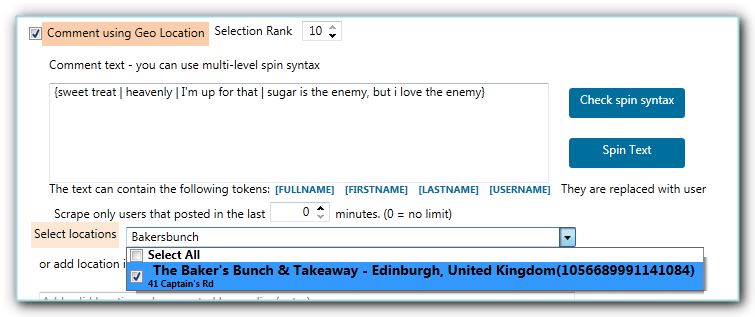 Comment using Geo Location Selection Rank 10
Comment text - you can use multi-level spin syntax
{sweet treat | heavenly | I'm up for that | sugar is the enemy, but i love the enemy}
Check spin syntax
Spin Text
The text can contain the following tokens: [FULLNAME] [FIRSTNAME] [LASTNAME] [USERNAME] They are replaced with user
Scrape only users that posted in the last 0 minutes. (0 = no limit)
Select locations Bakersbunch
Select All
or add location i
The Baker's Bunch & Takeaway - Edinburgh, United Kingdom(1056689991141084)
41 Captain's Rd